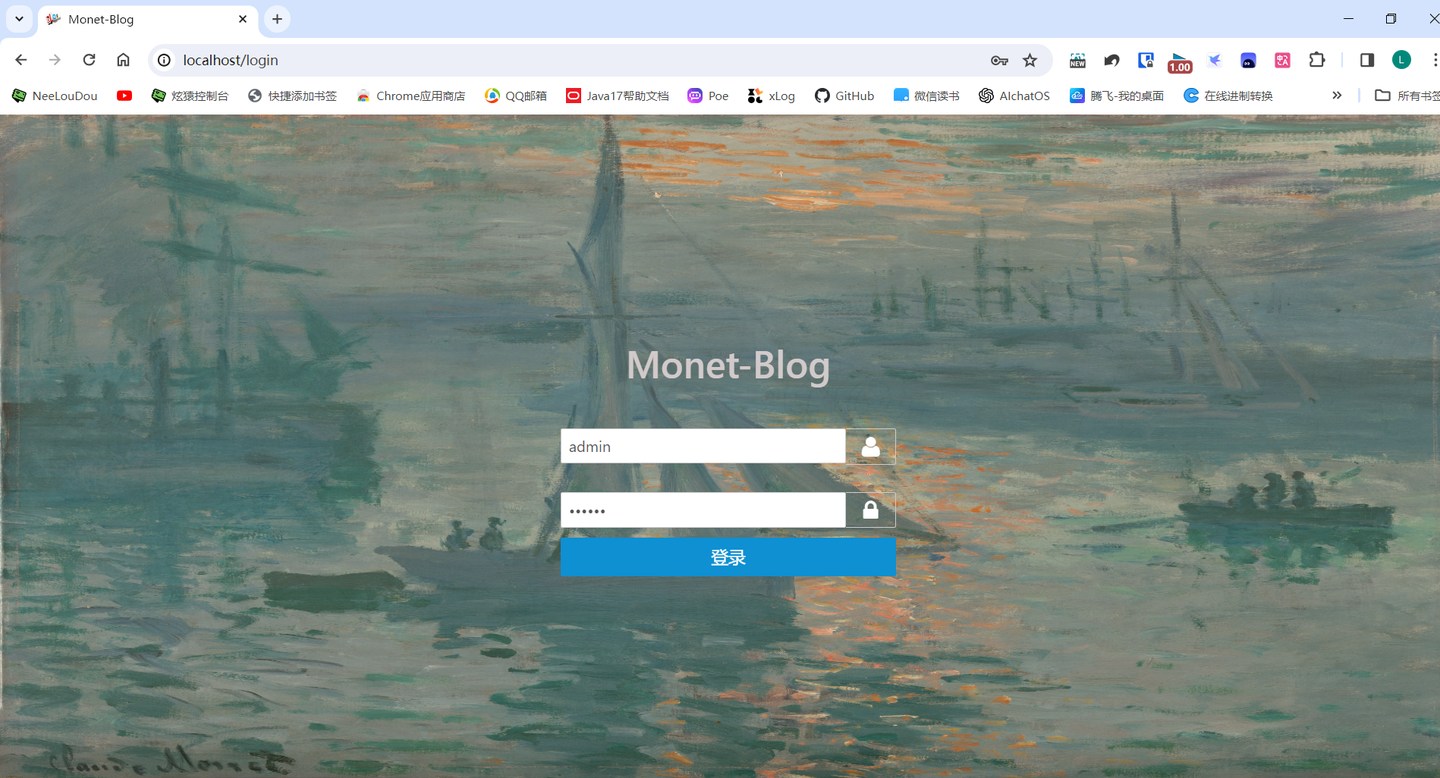 Monet-Blog
localhost/login
NEW
1.00
L
NeeLouDou
炫猿控制台
快捷添加书签
Chrome应用商店
QQ邮箱
Java17帮助文档
Poe
xLog
GitHub
微信读书
AIchatOS
腾飞-我的桌面
在线进制转换
所有书签
Monet-Blog
admin
••••••
登录
Claude Monet